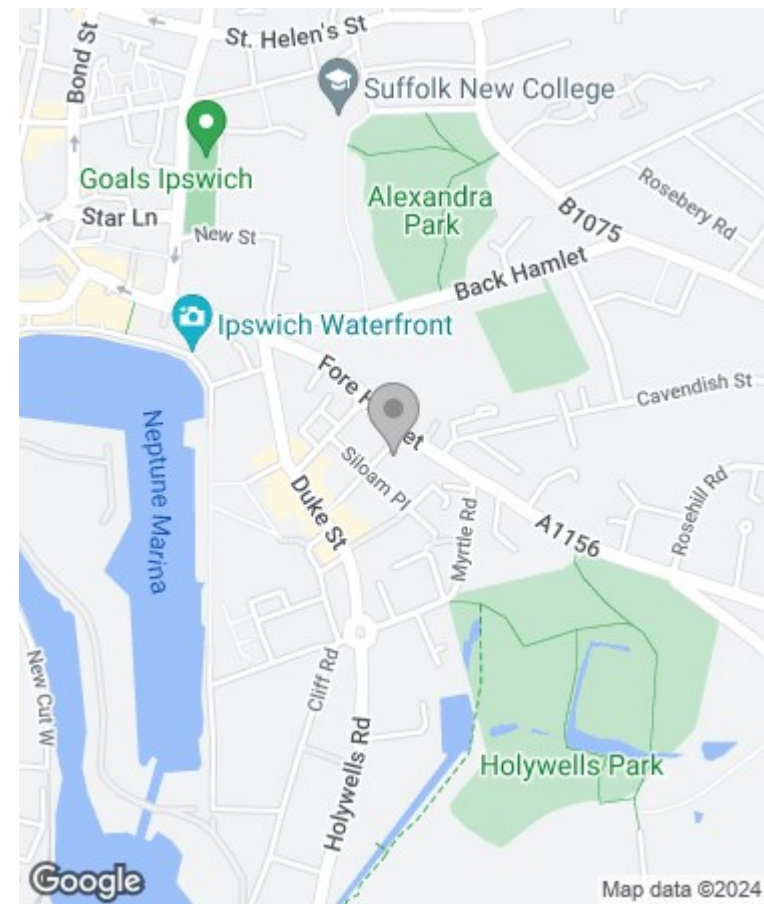 St. Helen's St
Bond St
Suffolk New College
Goals Ipswich
Alexandra
Park
Rosebery Rd
Star Ln
B1075
New St
Back Hamlet
Ipswich Waterfront
Fore H et
Cavendish St
Neptune Marina
Siloam Pl
Duke St
Rosehill Rd
Myrtle Rd
A1156
New Cut W
Cliff Rd
Holywells Rd
Holywells Park
Google
Map data ©2024